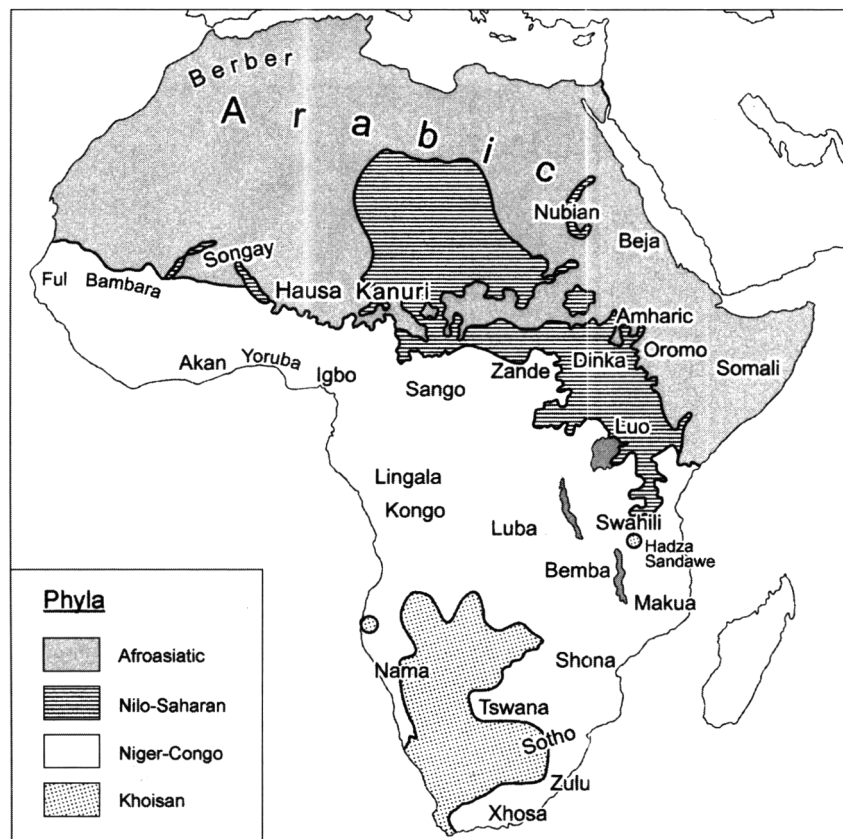 Berber
Arabic
Nubian
Songay
Beja
Ful Bambara
Hausa Kanuri
Amharic
Akan Yoruba Igbo
Sango
Zande
Dinka
Oromo
Somali
Luo
Lingala
Kongo
Luba
Swahili
Hadza
Sandawe
Bemba
Makua
Nama
Shona
Tswana
Sotho
Zulu
Xhosa
Phyla
Afroasiatic
Nilo-Saharan
Niger-Congo
Khoisan